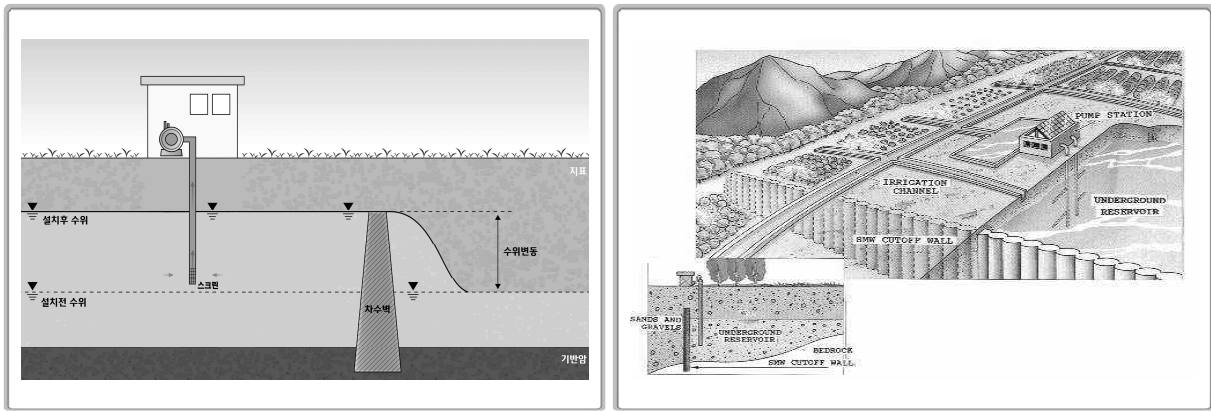 지표
설치후 수위
수위변동
스크린
설치전 수위
차수벽
기반암
PUMP STATION
IRRIGATION
CHANNEL
UNDERGROUND
RESERVOIR
SMW CUTOFF WALL
SANDS AND
GRAVELS
UNDERGROUND
RESERVOIR
BEDROCK
SMW CUTOFF WALL